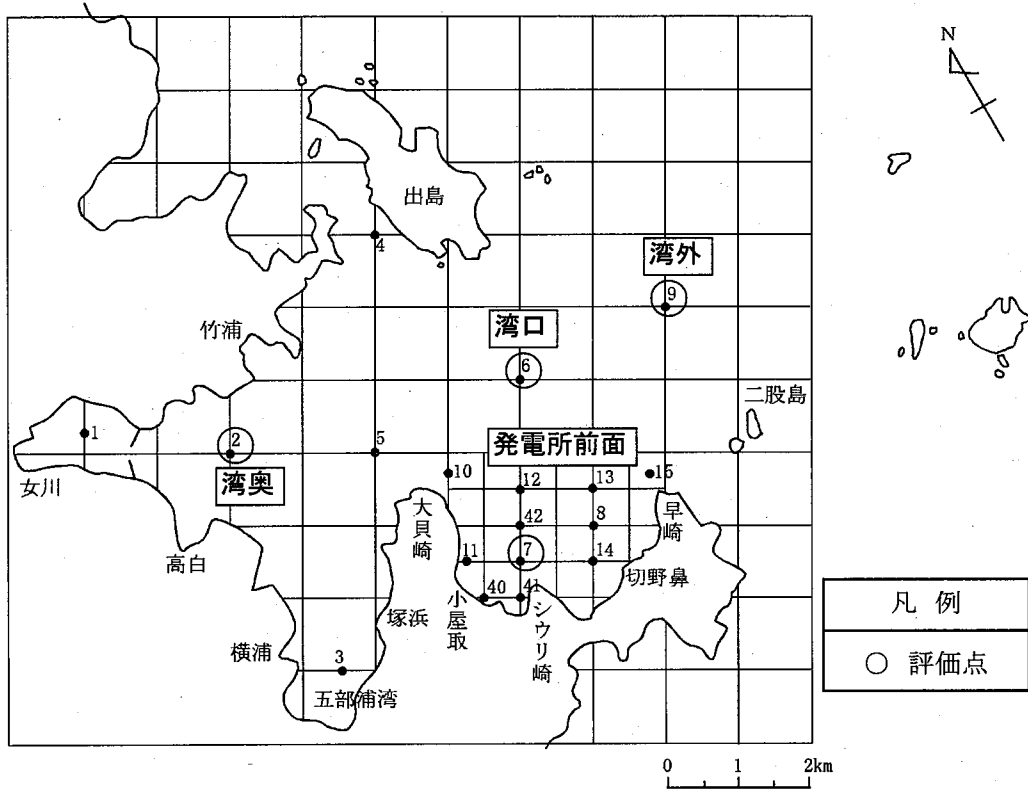 N
出島
4
湾外
9
竹浦
湾口
6
二股島
1
2
5
発電所前面
10
12
13
15
女川
湾奥
大貝崎
42
8
早崎
高白
11
7
14
切野鼻
40
41
塚浜
小屋取
シウリ崎
横浦
3
五部浦湾
凡 例
○ 評価点
0 1 2km